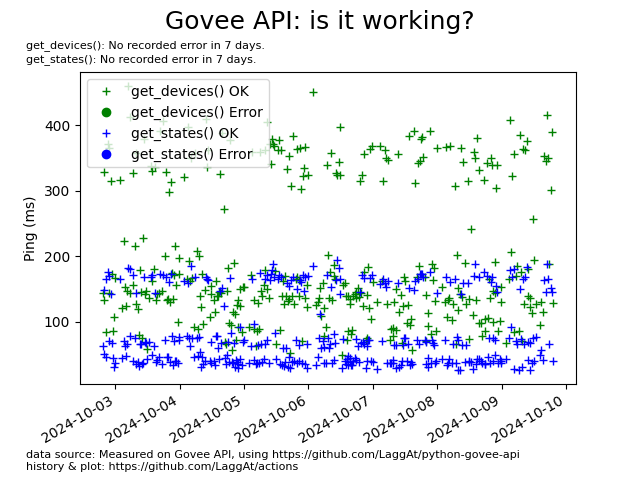 Govee API: is it working?
get_devices(): No recorded error in 7 days.
get_states(): No recorded error in 7 days.
get_devices() OK
get_devices() Error
get_states() OK
get_states() Error
Ping (ms)
400
300
200
100
2024-10-03
2024-10-04
2024-10-05
2024-10-06
2024-10-07
2024-10-08
2024-10-09
2024-10-10
data source: Measured on Govee API, using https://github.com/LaggAt/python-govee-api
history & plot: https://github.com/LaggAt/actions